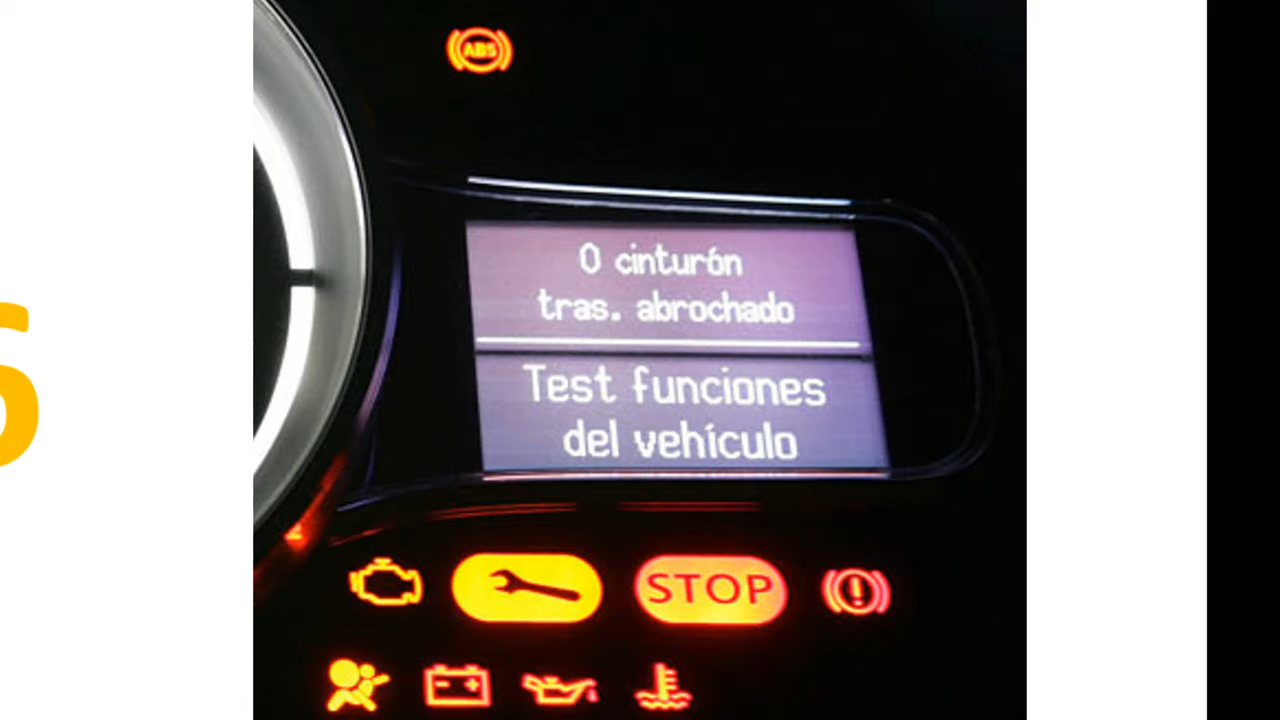 ABS
0 cinturón
tras. abrochado
Test funciones
del vehículo
STOP